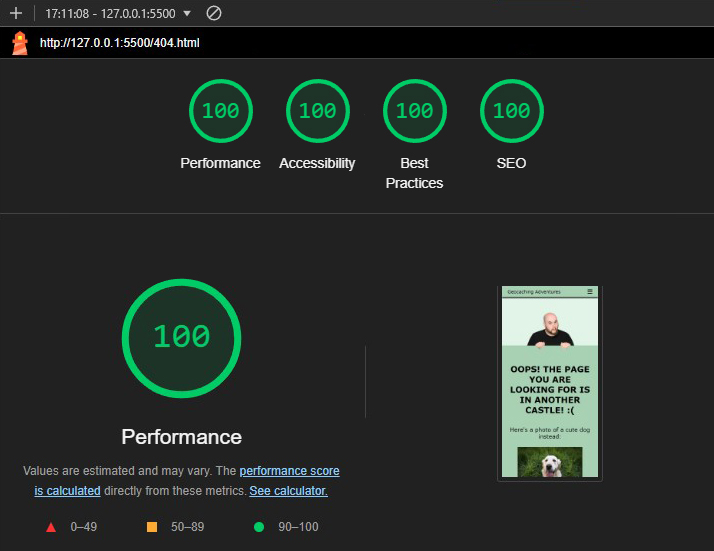 17:11:08 - 127.0.0.1:5500
http://127.0.0.1:5500/404.html
100 100 100 100
Performance Accessibility Best Practices SEO
100
Performance
Values are estimated and may vary. The performance score
is calculated directly from these metrics. See calculator.
0–49 50–89 90–100
Geocaching Adventures
OOPS! THE PAGE
YOU ARE
LOOKING FOR IS
IN ANOTHER
CASTLE! :(
Here's a photo of a cute dog
instead: